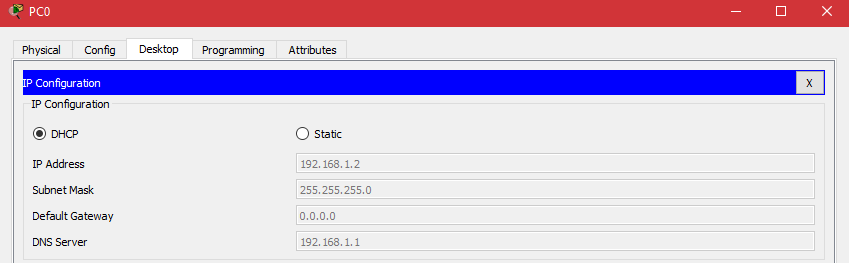 PC0
Physical Config Desktop Programming Attributes
IP Configuration X
IP Configuration
DHCP Static
IP Address 192.168.1.2
Subnet Mask 255.255.255.0
Default Gateway 0.0.0.0
DNS Server 192.168.1.1